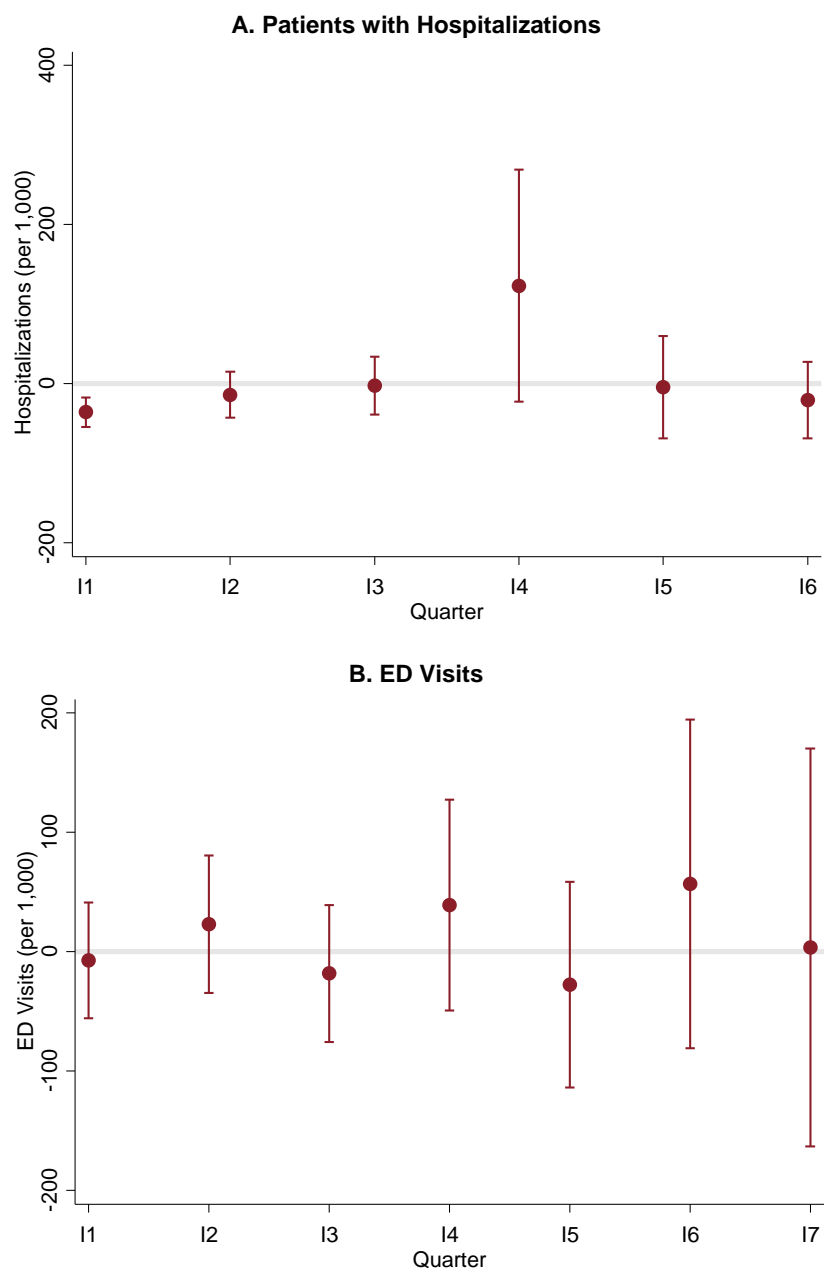 A. Patients with Hospitalizations
Hospitalizations (per 1,000)
400
200
0
-200
I1 I2 I3 I4 I5 I6
Quarter
B. ED Visits
ED Visits (per 1,000)
200
100
0
-100
-200
I1 I2 I3 I4 I5 I6 I7
Quarter